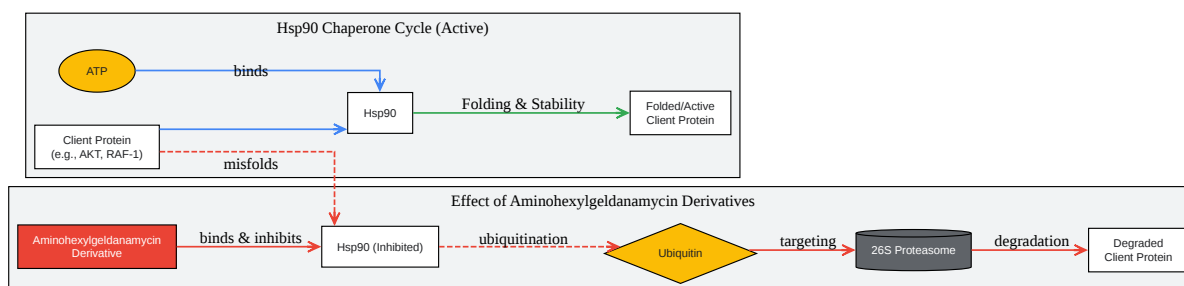 Hsp90 Chaperone Cycle (Active)
ATP
binds
Hsp90
Folding & Stability
Folded/Active
Client Protein
Client Protein
(e.g., AKT, RAF-1)
misfolds
Effect of Aminohexylgeldanamycin Derivatives
Aminohexylgeldanamycin
Derivative
binds & inhibits
Hsp90 (Inhibited)
ubiquitination
Ubiquitin
targeting
26S Proteasome
degradation
Degraded
Client Protein